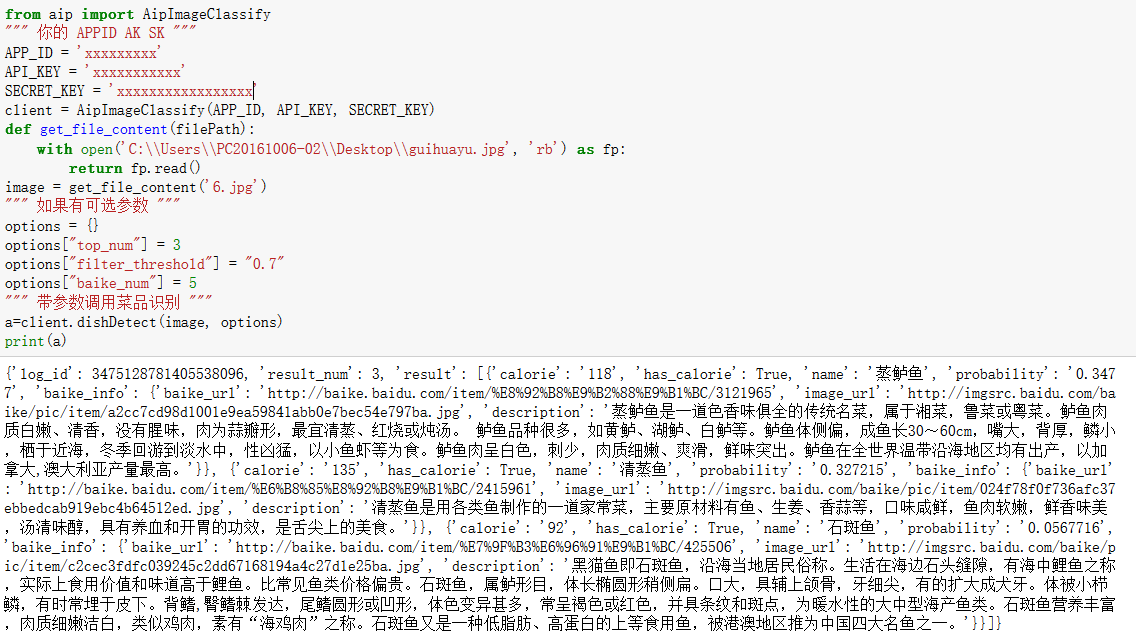 from aip import AipImageClassify
""" 你的 APPID AK SK """
APP_ID = 'xxxxxxxxx'
API_KEY = 'xxxxxxxxxxx'
SECRET_KEY = 'xxxxxxxxxxxxxxxxx'
client = AipImageClassify(APP_ID, API_KEY, SECRET_KEY)
def get_file_content(filePath):
    with open('C:\\Users\\PC20161006-02\\Desktop\\guihuayu.jpg', 'rb') as fp:
        return fp.read()
image = get_file_content('6.jpg')
""" 如果有可选参数 """
options = {}
options["top_num"] = 3
options["filter_threshold"] = "0.7"
options["baike_num"] = 5
""" 带参数调用菜品识别 """
a=client.dishDetect(image, options)
print(a)
{'log_id': 3475128781405538096, 'result_num': 3, 'result': [{'calorie': '118', 'has_calorie': True, 'name': '蒸鲈鱼', 'probability': '0.347
7', 'baike_info': {'baike_url': 'http://baike.baidu.com/item/%E8%92%B8%E9%B2%88%E9%B1%BC/3121965', 'image_url': 'http://imgsrc.baidu.com/ba
ike/pic/item/a2cc7cd98d1001e9ea59841abb0e7bec54e797ba.jpg', 'description': '蒸鲈鱼是一道色香味俱全的传统名菜，属于湘菜，鲁菜或粤菜。鲈鱼肉
质白嫩、清香，没有腥味，肉为蒜瓣形，最宜清蒸、红烧或炖汤。 鲈鱼品种很多，如黄鲈、湖鲈、白鲈等。鲈鱼体侧偏，成鱼长30～60cm，嘴大，背厚，鳞小
，栖于近海，冬季回游到淡水中，性凶猛，以小鱼虾等为食。鲈鱼肉呈白色，刺少，肉质细嫩、爽滑，鲜味突出。鲈鱼在全世界温带沿海地区均有出产，以加
拿大,澳大利亚产量最高。'}}, {'calorie': '135', 'has_calorie': True, 'name': '清蒸鱼', 'probability': '0.327215', 'baike_info': {'baike_url'
: 'http://baike.baidu.com/item/%E6%B8%85%E8%92%B8%E9%B1%BC/2415961', 'image_url': 'http://imgsrc.baidu.com/baike/pic/item/024f78f0f736afc37
ebbedcab919ebc4b64512ed.jpg', 'description': '清蒸鱼是用各类鱼制作的一道家常菜，主要原材料有鱼、生姜、香蒜等，口味咸鲜，鱼肉软嫩，鲜香味美
，汤清味醇，具有养血和开胃的功效，是舌尖上的美食。'}}, {'calorie': '92', 'has_calorie': True, 'name': '石斑鱼', 'probability': '0.0567716',
'baike_info': {'baike_url': 'http://baike.baidu.com/item/%E7%9F%B3%E6%96%91%E9%B1%BC/425506', 'image_url': 'http://imgsrc.baidu.com/baike/p
ic/item/c2cec3fdfc039245c2dd67168194a4c27d1e25ba.jpg', 'description': '黑猫鱼即石斑鱼，沿海当地居民俗称。生活在海边石头缝隙，有海中鲤鱼之称
，实际上食用价值和味道高于鲤鱼。比常见鱼类价格偏贵。石斑鱼，属鲈形目，体长椭圆形稍侧扁。口大，具辅上颌骨，牙细尖，有的扩大成犬牙。体被小栉
鳞，有时常埋于皮下。背鳍,臀鳍棘发达，尾鳍圆形或凹形，体色变异甚多，常呈褐色或红色，并具条纹和斑点，为暖水性的大中型海产鱼类。石斑鱼营养丰富
，肉质细嫩洁白，类似鸡肉，素有“海鸡肉”之称。石斑鱼又是一种低脂肪、高蛋白的上等食用鱼，被港澳地区推为中国四大名鱼之一。'}}]}